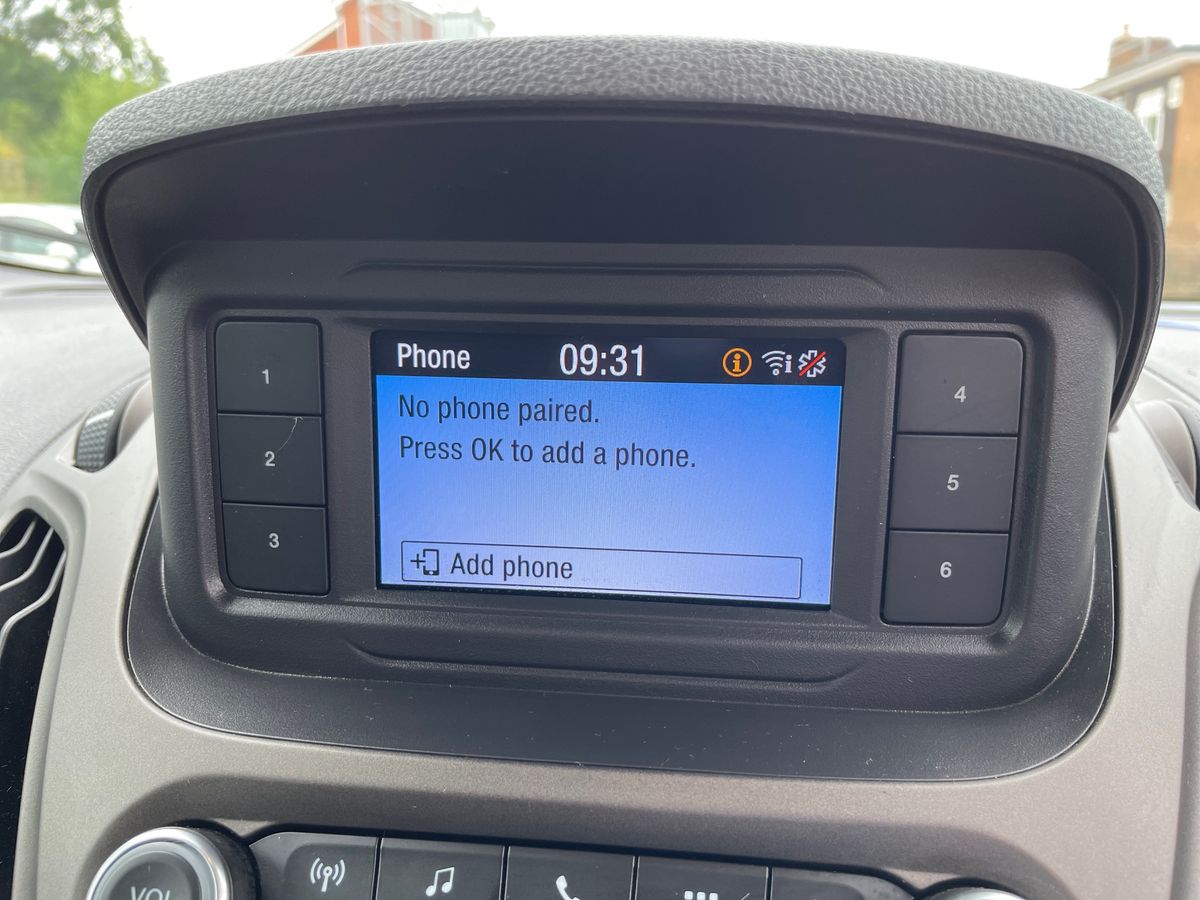 Phone 09:31
No phone paired.
Press OK to add a phone.
Add phone
1
2
3
4
5
6
VOL